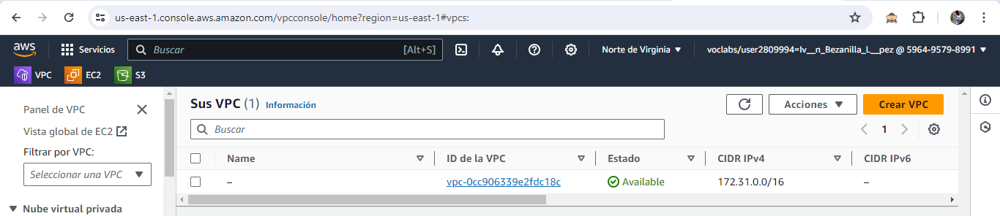 us-east-1.console.aws.amazon.com/vpcconsole/home?region=us-east-1#vpcs:
aws Servicios Buscar [Alt+S] Norte de Virginia voclabs/user2809994=Iv__n_Bezanilla_L__pez @ 5964-9579-8991
VPC EC2 S3
Panel de VPC
Vista global de EC2
Filtrar por VPC:
Seleccionar una VPC
Nube virtual privada
Sus VPC (1) Información Acciones Crear VPC
Buscar 1
Name ID de la VPC Estado CIDR IPv4 CIDR IPv6
– vpc-0cc906339e2fdc18c Available 172.31.0.0/16 –